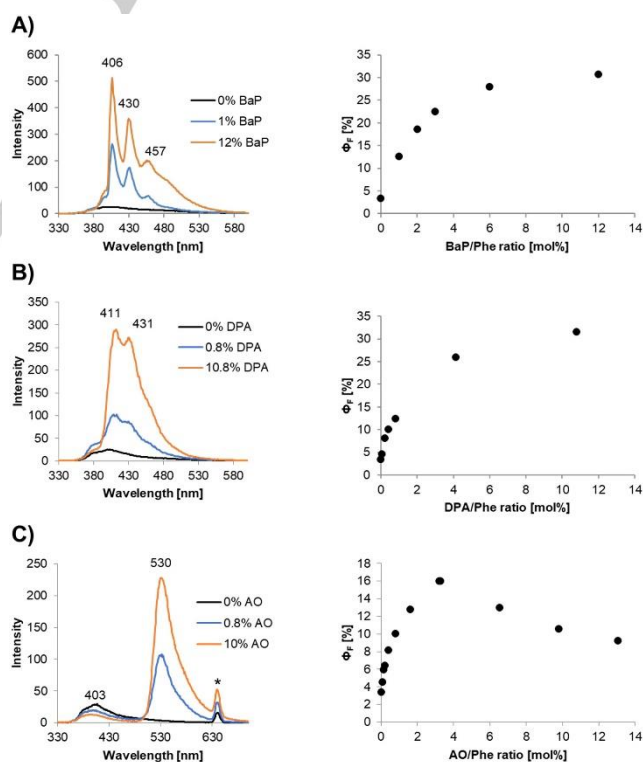 A)
600
500
400
300
200
100
0
Intensity
406
430
457
0% BaP
1% BaP
12% BaP
330 380 430 480 530 580
Wavelength [nm]
35
30
25
20
15
10
5
0
ΦF [%]
0 2 4 6 8 10 12 14
BaP/Phe ratio [mol%]
B)
350
300
250
200
150
100
50
0
Intensity
411
431
0% DPA
0.8% DPA
10.8% DPA
330 380 430 480 530 580
Wavelength [nm]
35
30
25
20
15
10
5
0
ΦF [%]
0 2 4 6 8 10 12 14
DPA/Phe ratio [mol%]
C)
250
200
150
100
50
0
Intensity
403
530
*
0% AO
0.8% AO
10% AO
330 430 530 630
Wavelength [nm]
18
16
14
12
10
8
6
4
2
0
ΦF [%]
0 2 4 6 8 10 12 14
AO/Phe ratio [mol%]